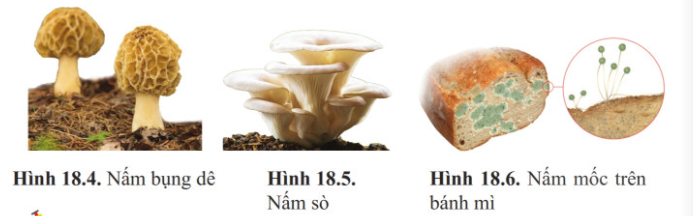 Hình 18.4. Nấm bụng dê
Hình 18.5.
Nấm sò
Hình 18.6. Nấm mốc trên
bánh mì